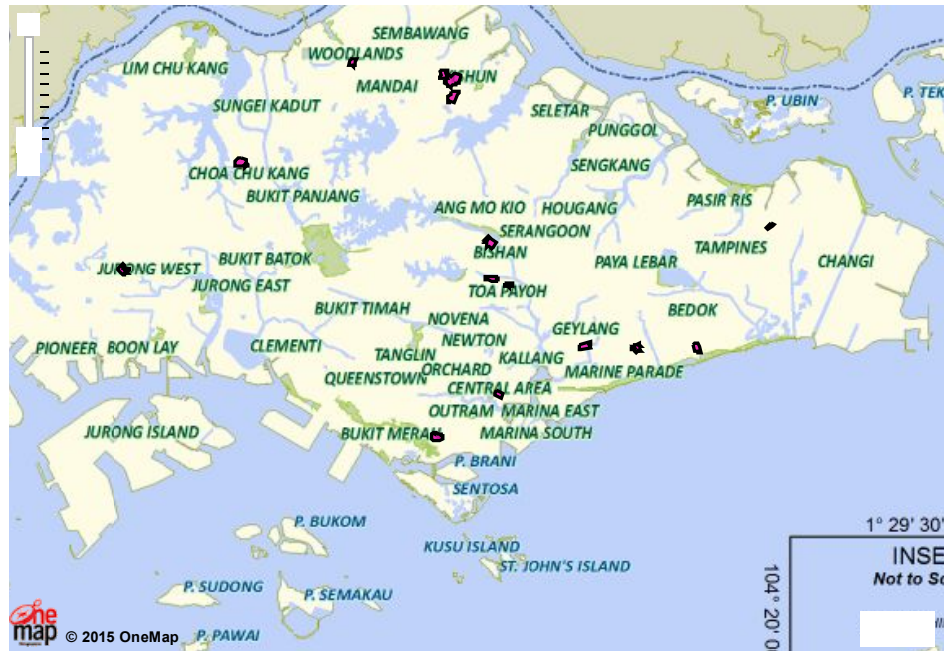 SEMBAWANG
WOODLANDS
LIM CHU KANG
MANDAI
SUNGEI KADUT
SELETAR
P. UBIN
P. TEK
PUNGGOL
SENGKANG
CHOA CHU KANG
BUKIT PANJANG
ANG MO KIO
HOUGANG
PASIR RIS
SERANGOON
BISHAN
TAMPINES
PAYA LEBAR
CHANGI
BUKIT BATOK
JURONG WEST
JURONG EAST
TOA PAYOH
BUKIT TIMAH
NOVENA
BEDOK
GEYLANG
NEWTON
PIONEER
BOON LAY
CLEMENTI
TANGLIN
KALLANG
ORCHARD
MARINE PARADE
QUEENSTOWN
CENTRAL AREA
OUTRAM
MARINA EAST
JURONG ISLAND
BUKIT MERAH
MARINA SOUTH
P. BRANI
SENTOSA
P. BUKOM
KUSU ISLAND
ST. JOHN'S ISLAND
P. SUDONG
P. SEMAKAU
P. PAWAI
1° 29' 30'
INSE
Not to Sc
104° 20' 0
One
map
© 2015 OneMap